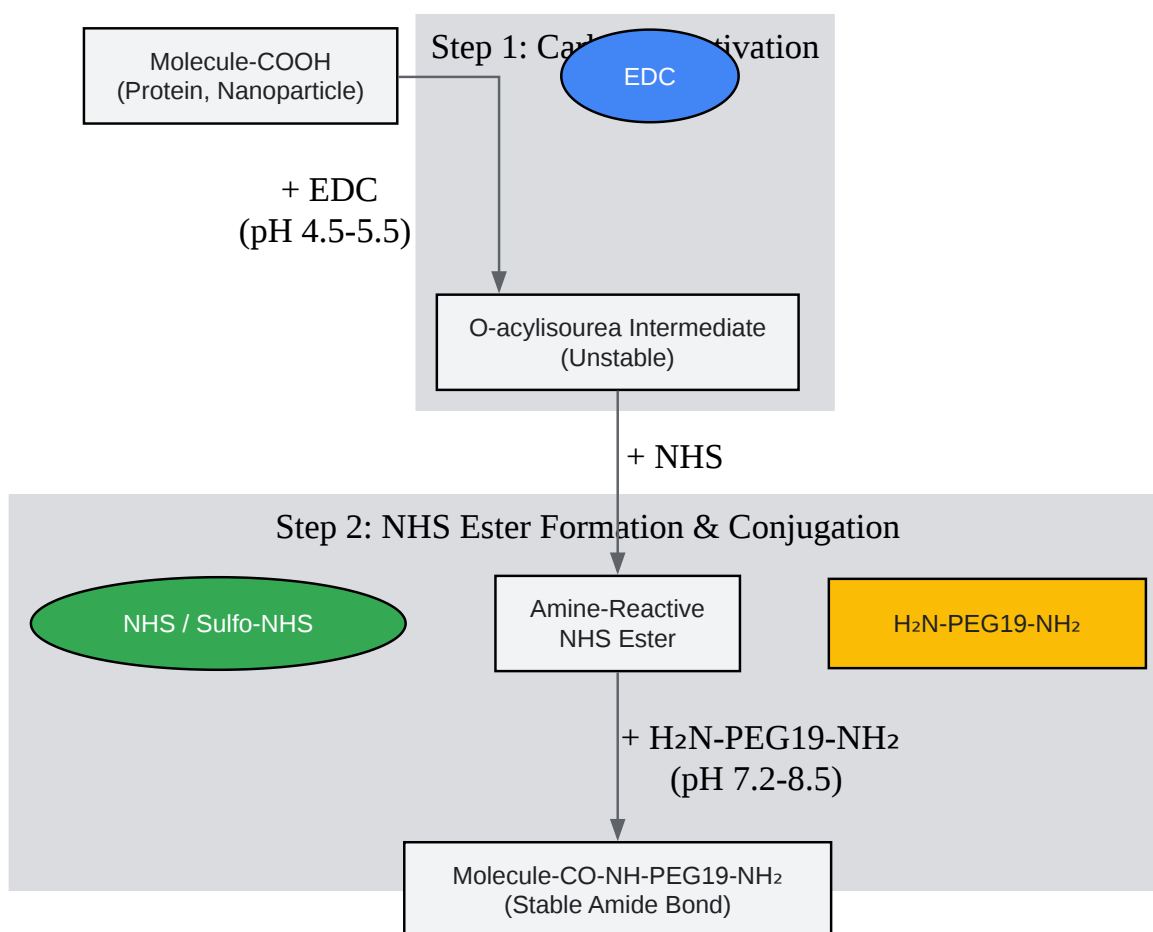 Step 1: Car tivation
Molecule-COOH
(Protein, Nanoparticle)
EDC
+ EDC
(pH 4.5-5.5)
O-acylisourea Intermediate
(Unstable)
+ NHS
Step 2: NHS Ester Formation & Conjugation
NHS / Sulfo-NHS
Amine-Reactive
NHS Ester
H₂N-PEG19-NH₂
+ H₂N-PEG19-NH₂
(pH 7.2-8.5)
Molecule-CO-NH-PEG19-NH₂
(Stable Amide Bond)